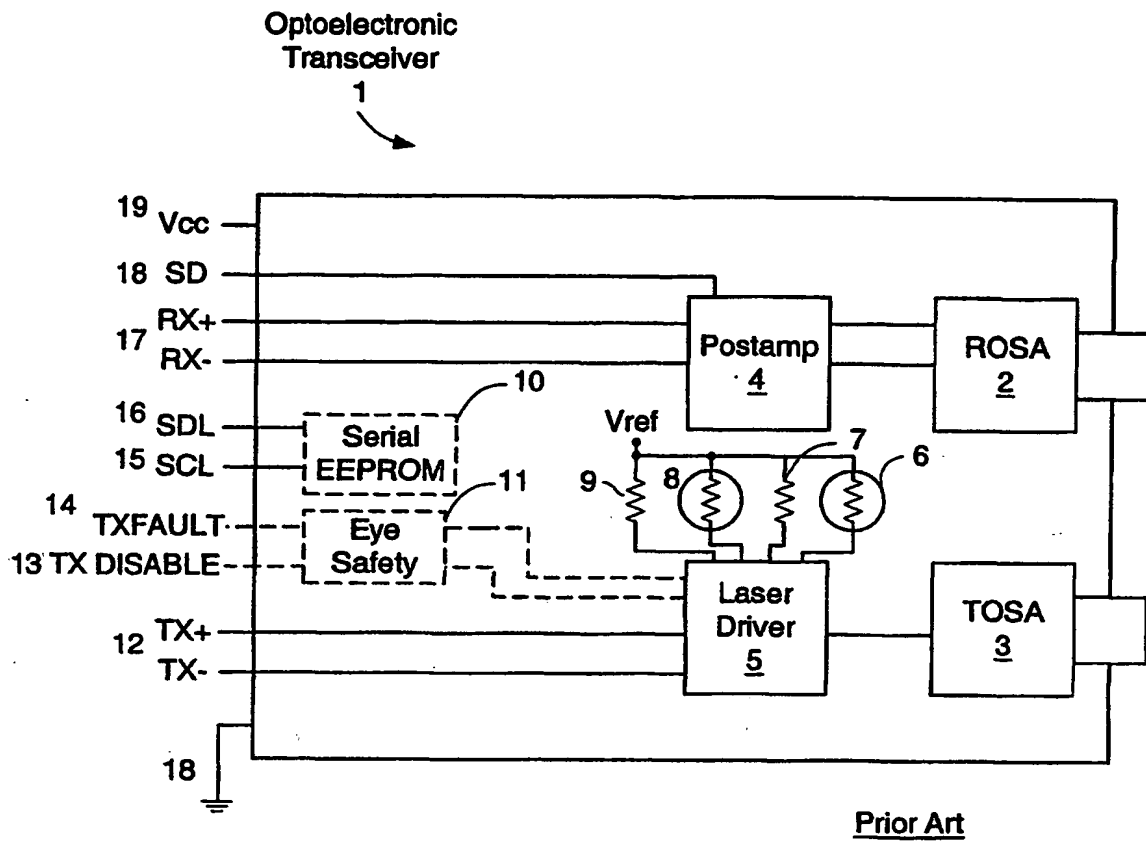 Optoelectronic
Transceiver
1
19 Vcc
18 SD
RX+
17
RX-
Postamp
4
ROSA
2
10
16 SDL
15 SCL
Serial
EEPROM
Vref
9
8
7
6
14
TXFAULT
13 TX DISABLE
11
Eye
Safety
12 TX+
TX-
Laser
Driver
5
TOSA
3
18
Prior Art